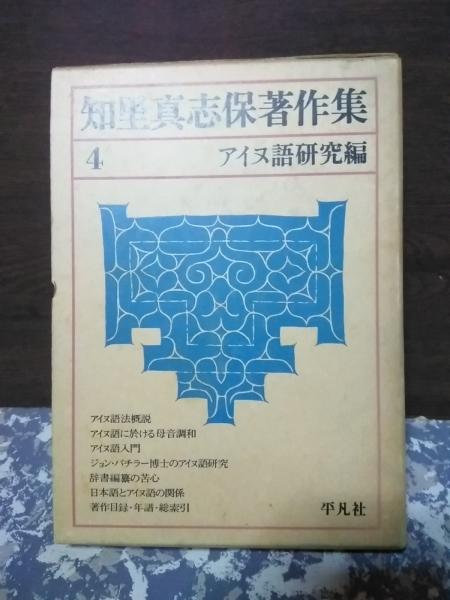 知里真志保著作集
4 アイヌ語研究編
アイヌ語法概説
アイヌ語に於ける母音調和
アイヌ語入門
ジョン・バチラー博士のアイヌ語研究
辞書編纂の苦心
日本語とアイヌ語の関係
著作目録・年譜・総索引
平凡社